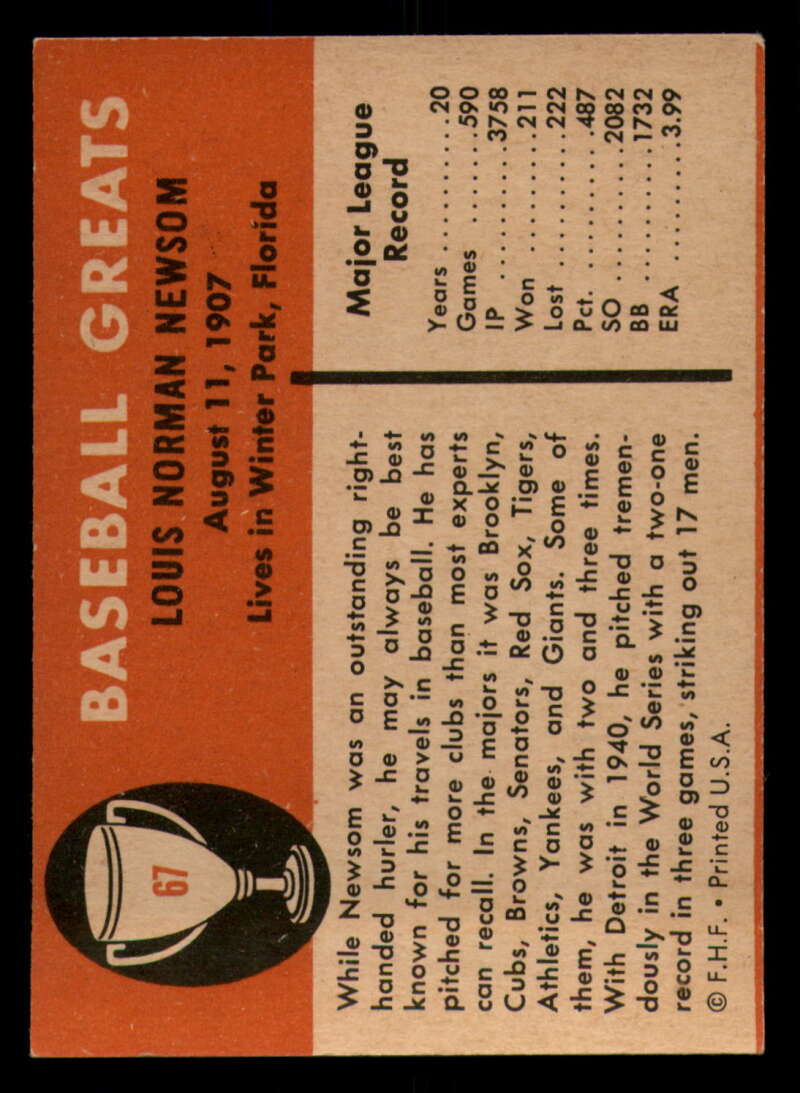 67
BASEBALL GREATS
LOUIS NORMAN NEWSOM
August 11, 1907
Lives in Winter Park, Florida
While Newsom was an outstanding right-
handed hurler, he may always be best
known for his travels in baseball. He has
pitched for more clubs than most experts
can recall. In the majors it was Brooklyn,
Cubs, Browns, Senators, Red Sox, Tigers,
Athletics, Yankees, and Giants. Some of
them, he was with two and three times.
With Detroit in 1940, he pitched tremen-
dously in the World Series with a two-one
record in three games, striking out 17 men.
© F.H.F. • Printed U.S.A.
Major League
Record
Years ..........20
Games ......590
IP ..........3758
Won ........211
Lost ..........222
Pct. ..........487
SO ..........2082
BB ..........1732
ERA ........3.99